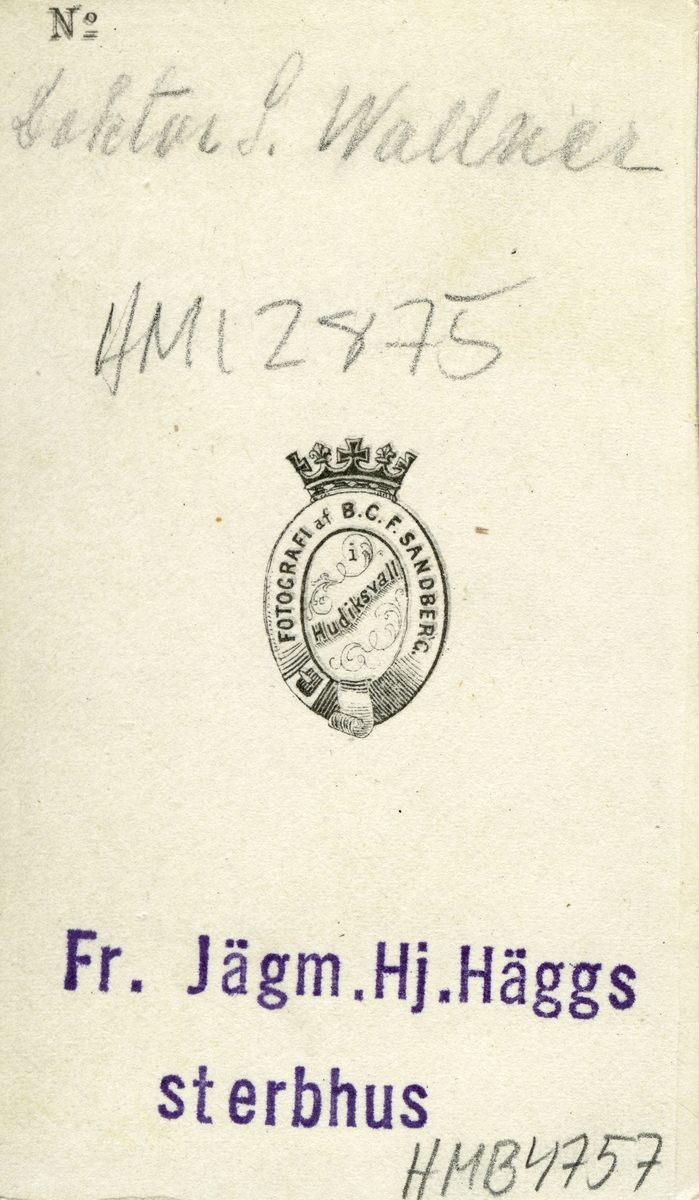 Nº
Doktor S. Wallner
HM12875
FOTOGRAFI af B.C.F. SANDBERG.
i
Hudiksvall
Fr. Jägm.Hj.Häggs
sterbhus
HMB4757